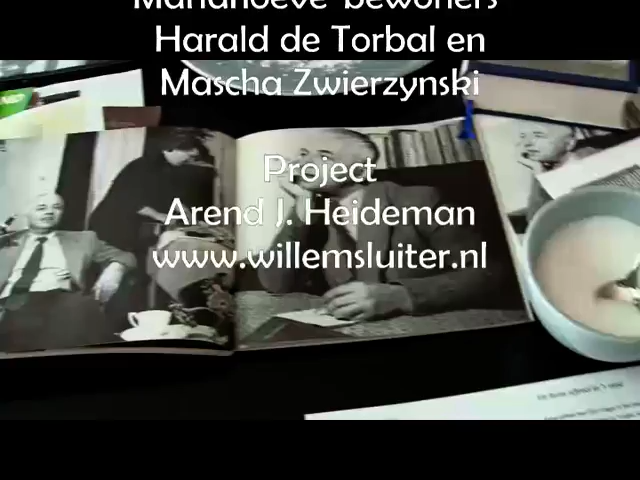 Mariahoeve-bewoners
Harald de Torbal en
Mascha Zwierzynski
Project
Arend J. Heideman
www.willemsluiter.nl